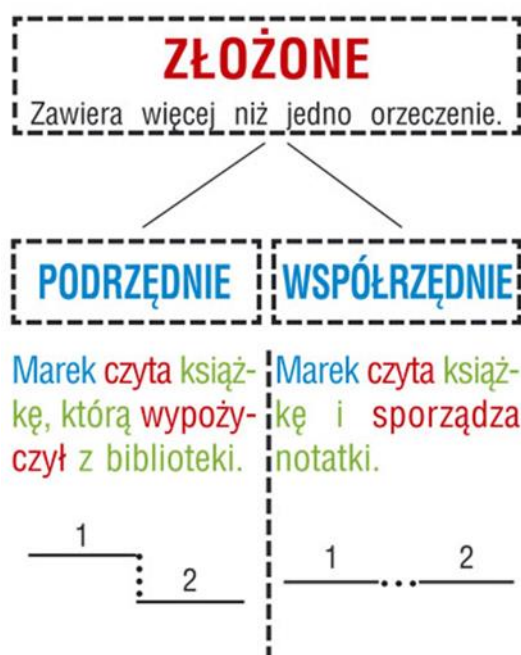 ZŁOŻONE
Zawiera więcej niż jedno orzeczenie.
PODRZĘDNIE
WSPÓŁRZĘDNIE
Marek czyta książ-
kę, którą wypoży-
czył z biblioteki.
1
2
Marek czyta książ-
kę i sporządza
notatki.
1 ... 2